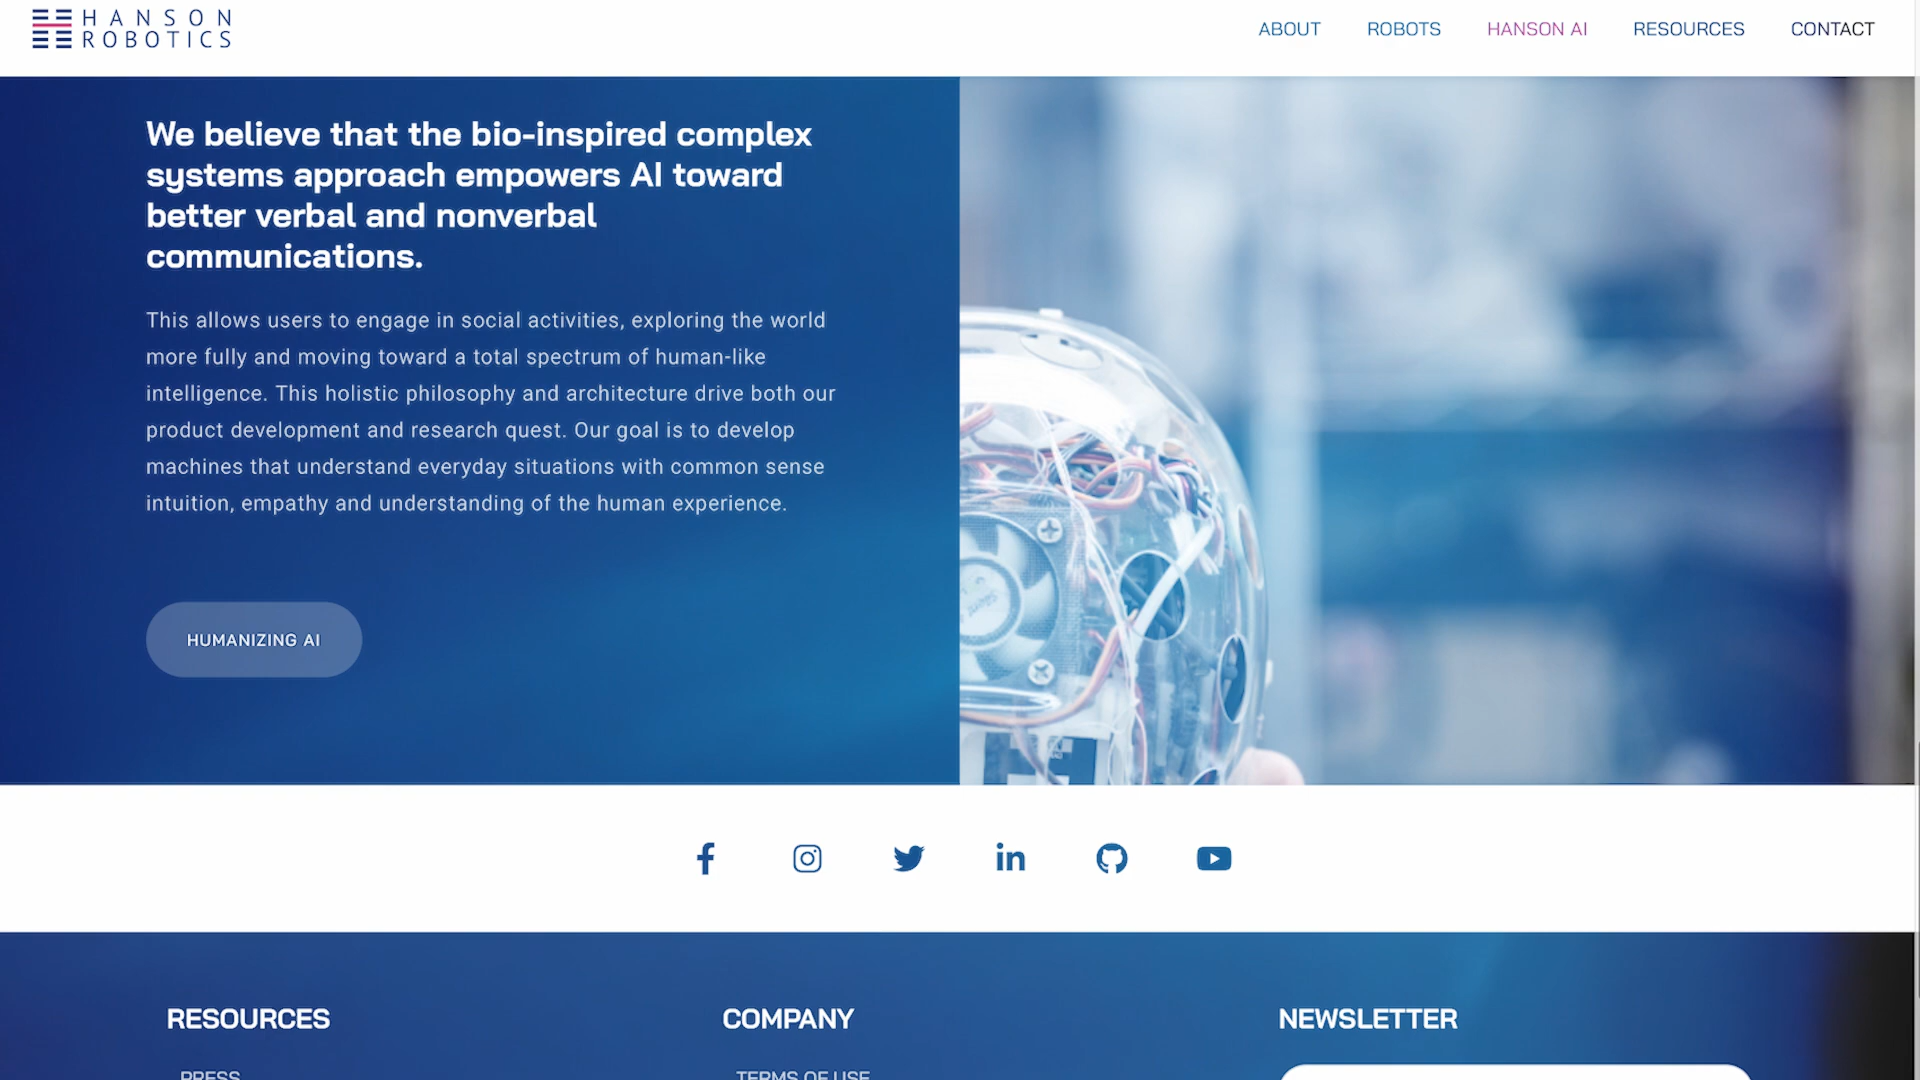 HANSON
ROBOTICS
ABOUT
ROBOTS
HANSON AI
RESOURCES
CONTACT
We believe that the bio-inspired complex
systems approach empowers AI toward
better verbal and nonverbal
communications.
This allows users to engage in social activities, exploring the world
more fully and moving toward a total spectrum of human-like
intelligence. This holistic philosophy and architecture drive both our
product development and research quest. Our goal is to develop
machines that understand everyday situations with common sense
intuition, empathy and understanding of the human experience.
HUMANIZING AI
RESOURCES
COMPANY
NEWSLETTER
PRESS
TERMS OF USE